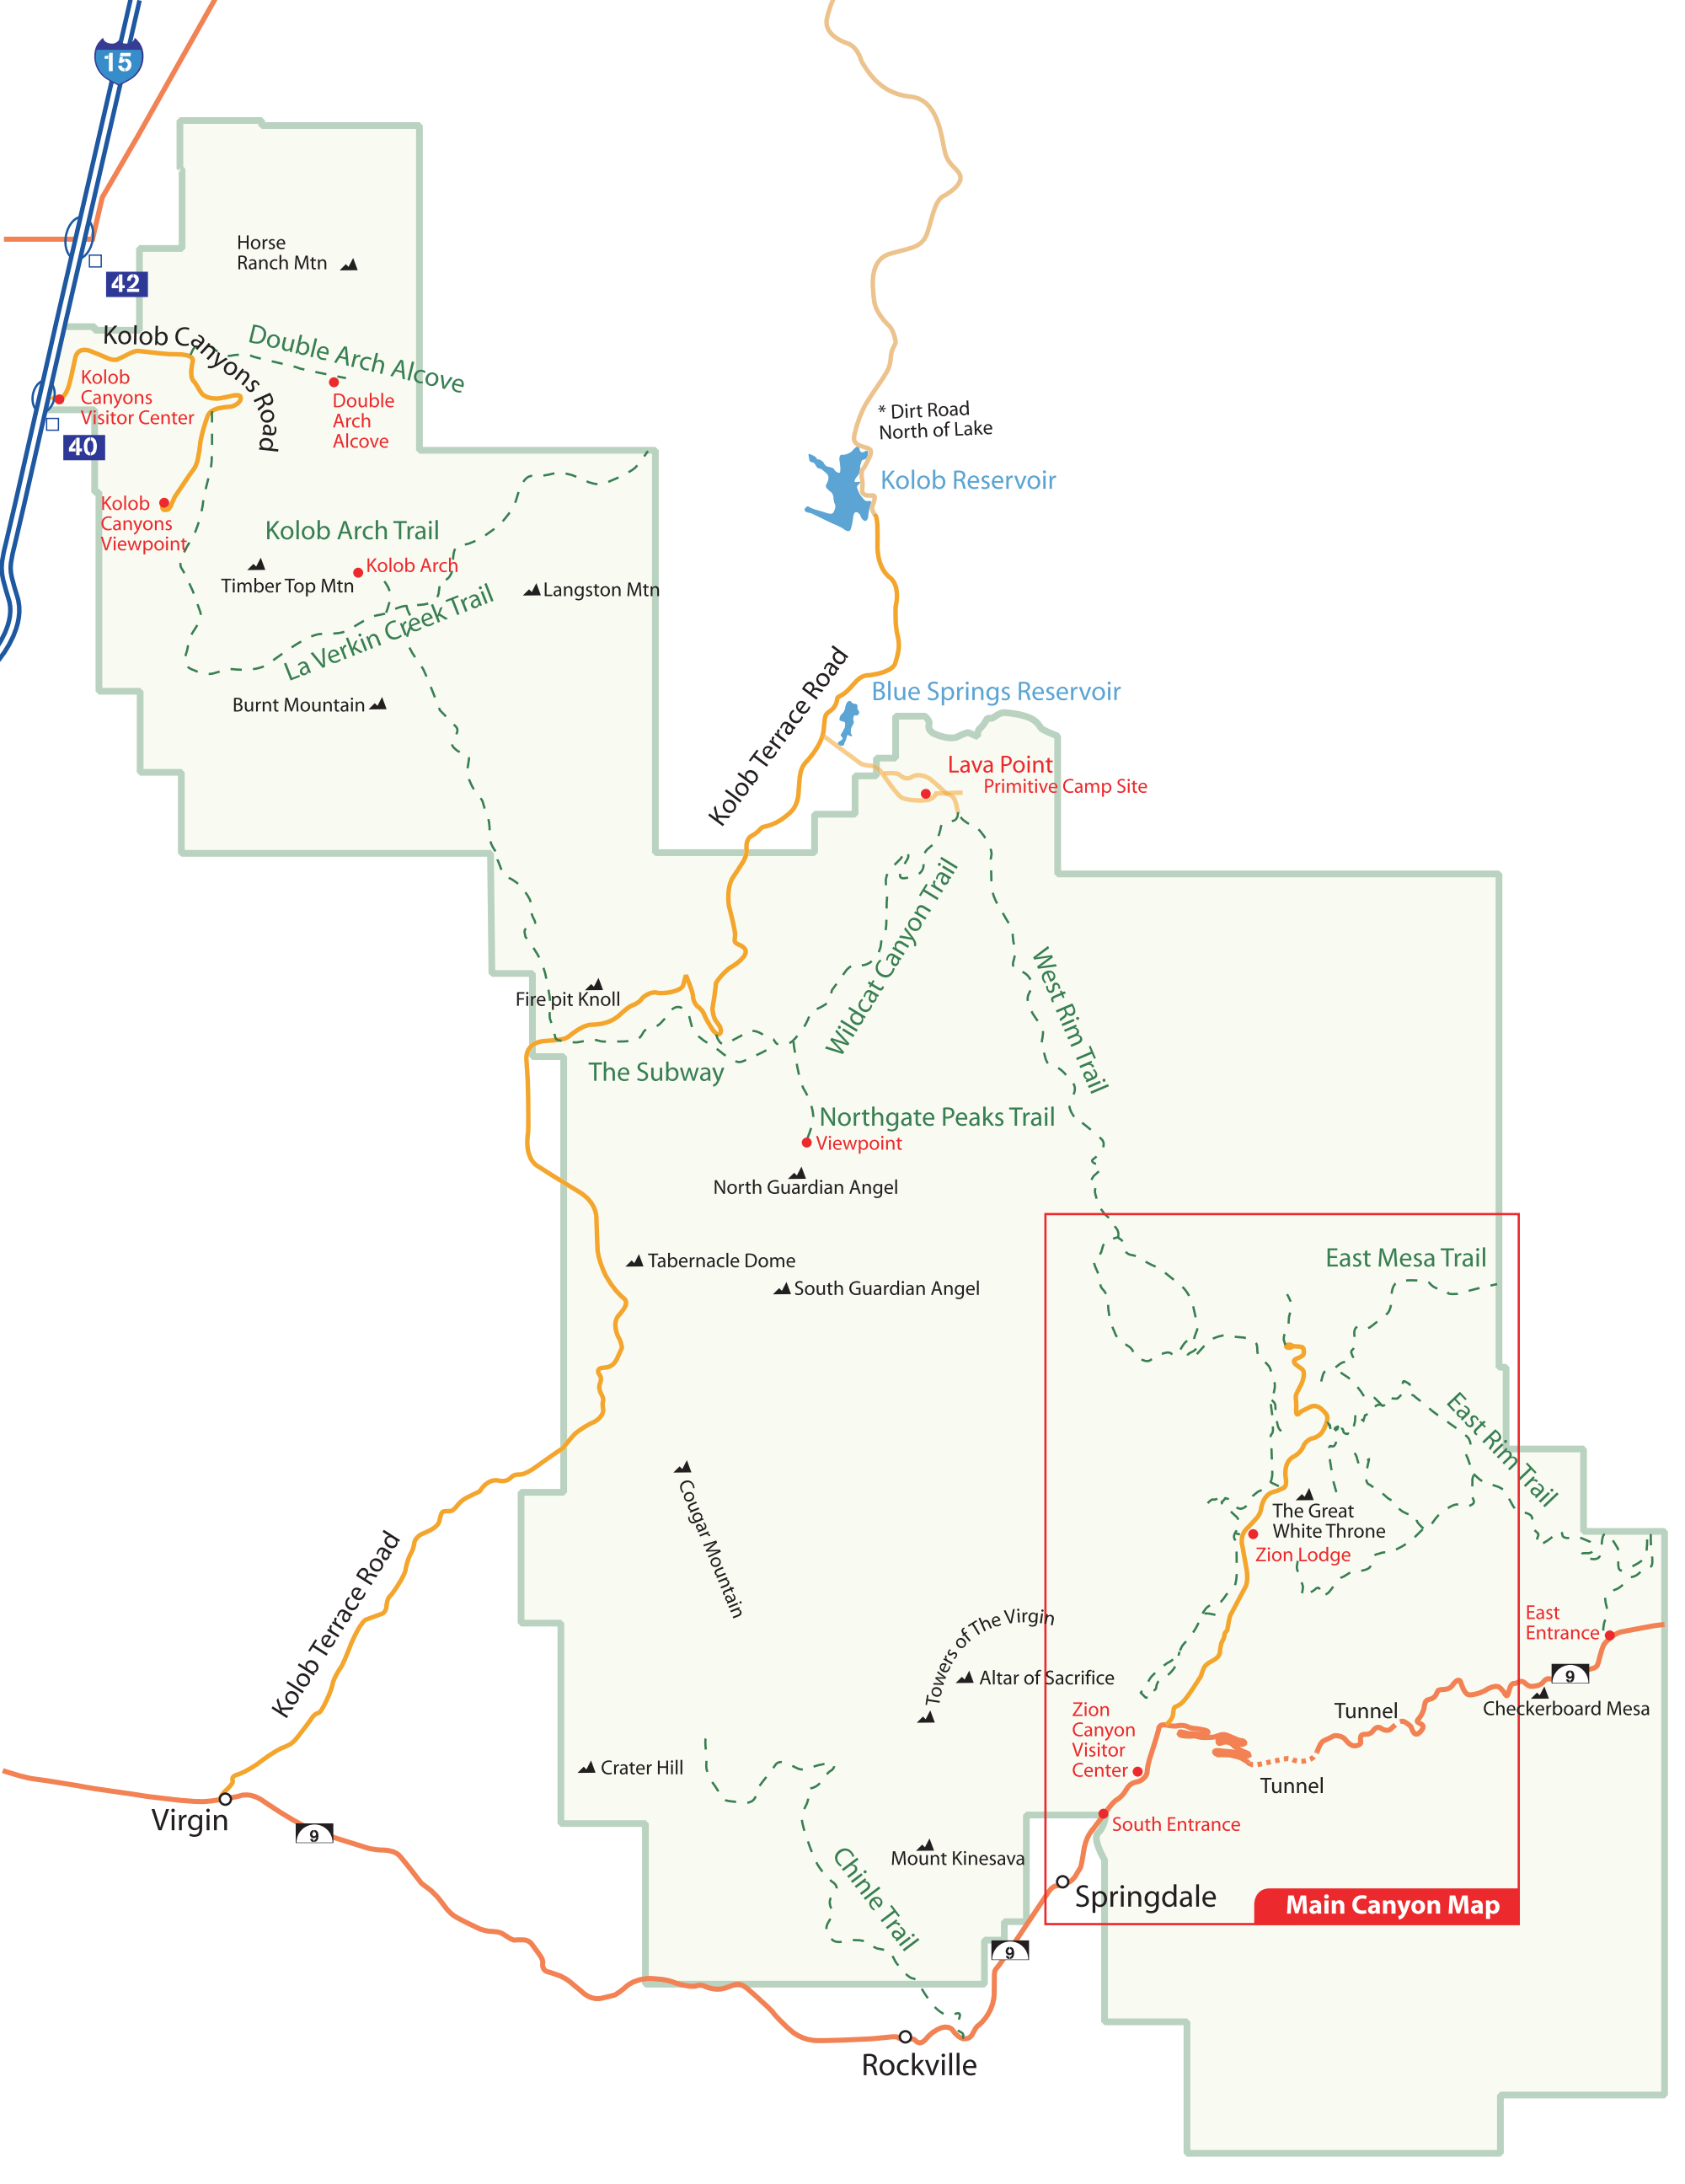 15
Horse
Ranch Mtn
42
Kolob Canyons Road
Double Arch Alcove
Kolob
Canyons
Visitor Center
Double
Arch
Alcove
* Dirt Road
North of Lake
40
Kolob Reservoir
Kolob
Canyons
Viewpoint
Kolob Arch Trail
Kolob Arch
Timber Top Mtn
Langston Mtn
La Verkin Creek Trail
Burnt Mountain
Kolob Terrace Road
Blue Springs Reservoir
Lava Point
Primitive Camp Site
Wildcat Canyon Trail
West Rim Trail
Fire pit Knoll
The Subway
Northgate Peaks Trail
Viewpoint
North Guardian Angel
Tabernacle Dome
South Guardian Angel
East Mesa Trail
East Rim Trail
Cougar Mountain
The Great
White Throne
Zion Lodge
Kolob Terrace Road
Towers of The Virgin
East
Entrance
Altar of Sacrifice
9
Checkerboard Mesa
Zion
Canyon
Visitor
Center
Tunnel
Tunnel
Crater Hill
Virgin
9
South Entrance
Mount Kinesava
Chinle Trail
Springdale
Main Canyon Map
9
Rockville